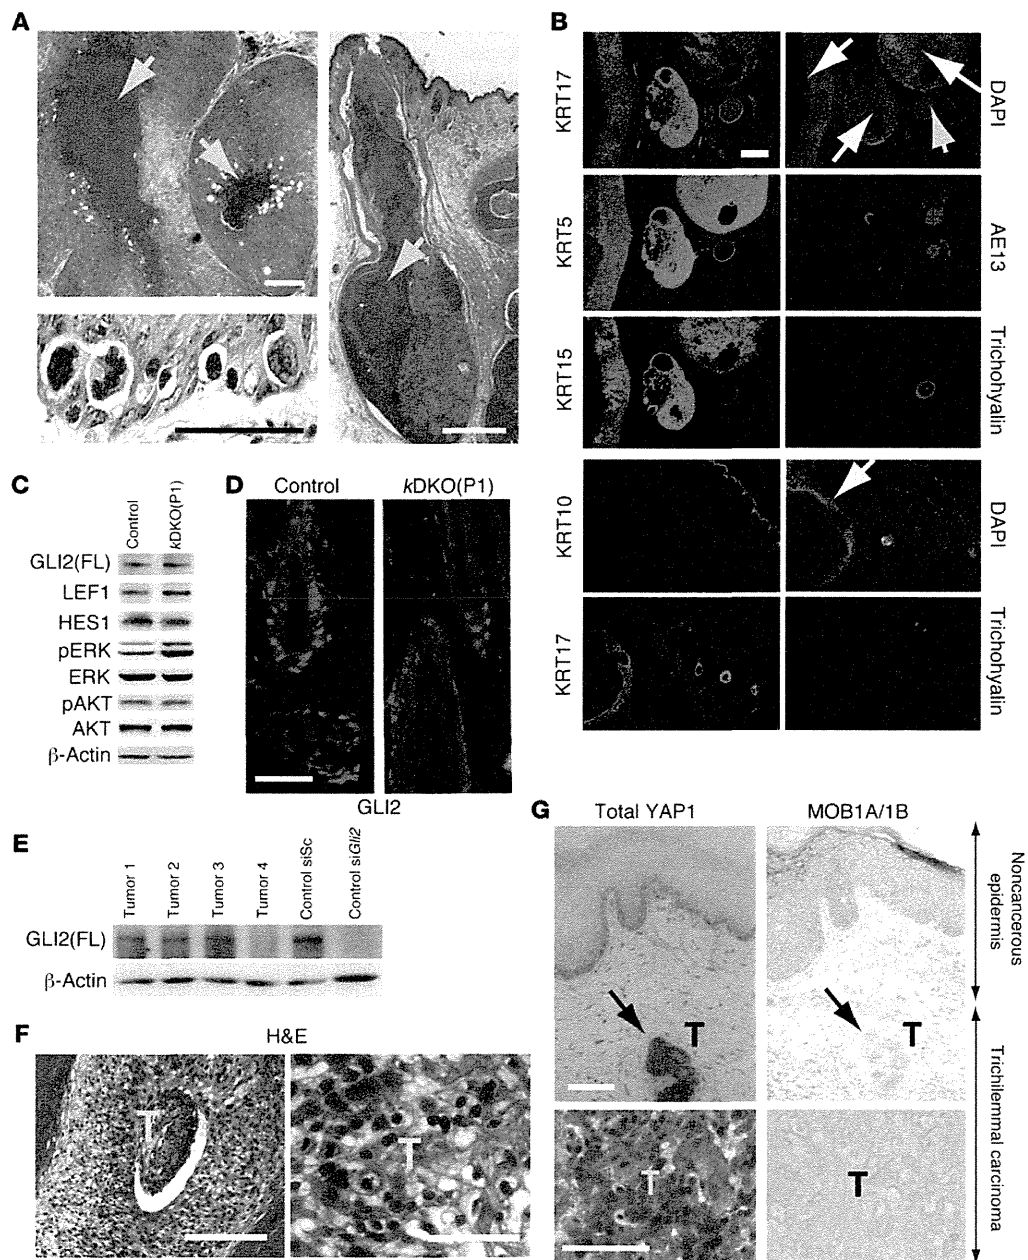 A
B
KRT17
DAPI
KRT5
AE13
KRT15
Trichohyalin
KRT10
DAPI
KRT17
Trichohyalin
C
Control
kDKO(P1)
GLI2(FL)
LEF1
HES1
pERK
ERK
pAKT
AKT
β-Actin
D
Control
kDKO(P1)
GLI2
E
Tumor 1
Tumor 2
Tumor 3
Tumor 4
Control siSc
Control siGli2
GLI2(FL)
β-Actin
F
H&E
T
T
G
Total YAP1
MOB1A/1B
T
T
T
T
Noncancerous
epidermis
Trichilemmal carcinoma